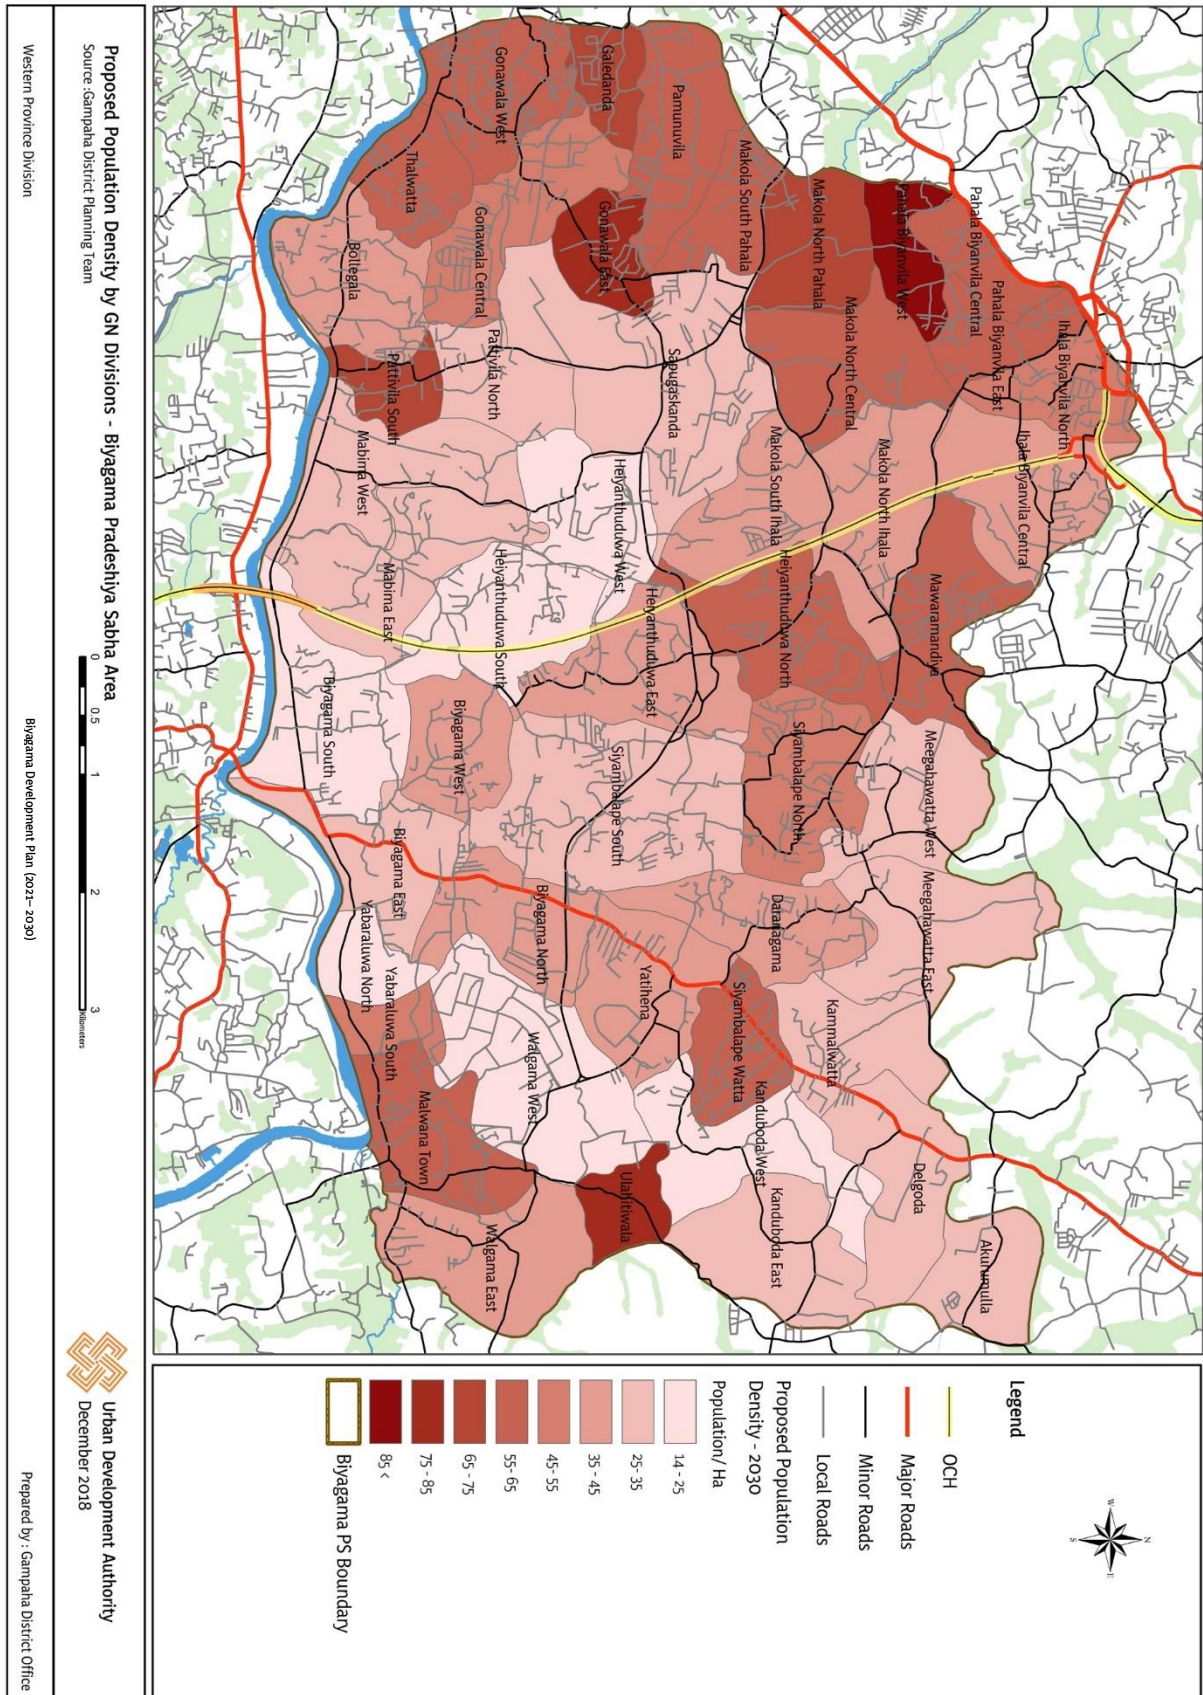 Gonawala West
Galedanda
Pamunuvila
Makola South Pahala
Makola North Pahala
Pahala Biyanvila West
Pahala Biyanvila Central
Pahala Biyanvila East
Ihala Biyanvila North
Thalwatta
Gonawala Central
Gonawala East
Bollegala
Pattivila South
Pattivila North
Sapugaskanda
Makola North Central
Makola South Ihala
Makola North Ihala
Ihala Biyanvila Central
Mabima West
Heiyanthuduwa West
Mabima East
Heiyanthuduwa South
Heiyanthuduwa East
Heiyanthuduwa North
Mawaramandiya
Biyagama South
Biyagama West
Siyambalape South
Siyambalape North
Meegahawatta West
Biyagama East
Biyagama North
Daranagama
Meegahawatta East
Yabaraluwa North
Yabaraluwa South
Yatihena
Siyambalape Watta
Kammalwatta
Walgama West
Malwana Town
Kanduboda West
Delgoda
Ulahitiwala
Kanduboda East
Akurumulla
Walgama East
Legend
OCH
Major Roads
Minor Roads
Local Roads
Proposed Population
Density - 2030
Population/ Ha
14 - 25
25- 35
35 - 45
45- 55
55- 65
65 - 75
75 - 85
85 <
Biyagama PS Boundary
N
E
S
W
Proposed Population Density by GN Divisions - Biyagama Pradeshiya Sabha Area
Source :Gampaha District Planning Team
0 0.5 1 2 3
Kilometers
Urban Development Authority
December 2018
Western Province Division
Biyagama Development Plan (2021- 2030)
Prepared by : Gampaha District Office